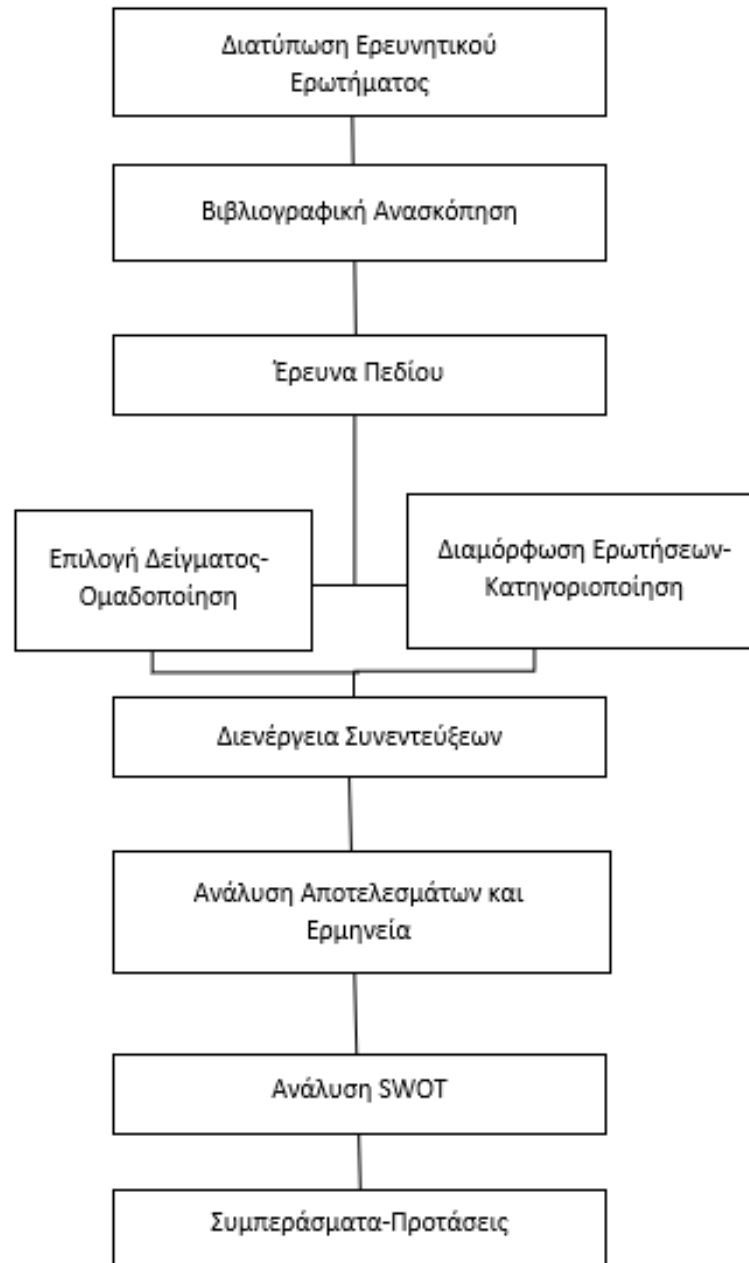 Διατύπωση Ερευνητικού
Ερωτήματος
Βιβλιογραφική Ανασκόπηση
Έρευνα Πεδίου
Επιλογή Δείγματος-
Ομαδοποίηση
Διαμόρφωση Ερωτήσεων-
Κατηγοριοποίηση
Διενέργεια Συνεντεύξεων
Ανάλυση Αποτελεσμάτων και
Ερμηνεία
Ανάλυση SWOT
Συμπεράσματα-Προτάσεις